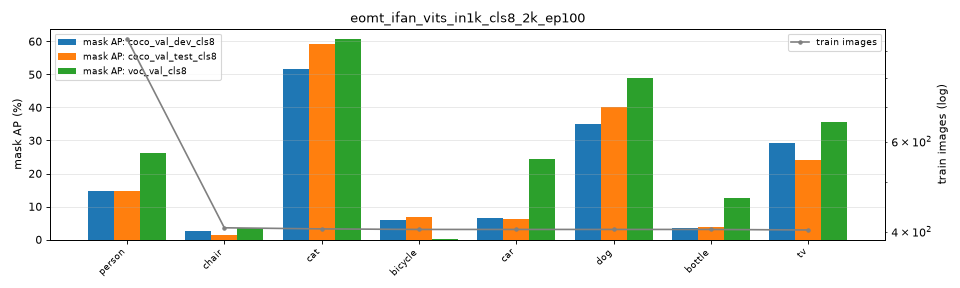 eomt_ifan_vits_in1k_cls8_2k_ep100
mask AP: coco_val_dev_cls8
mask AP: coco_val_test_cls8
mask AP: voc_val_cls8
train images
mask AP (%)
60
50
40
30
20
10
0
train images (log)
6 × 10²
4 × 10²
person
chair
cat
bicycle
car
dog
bottle
tv